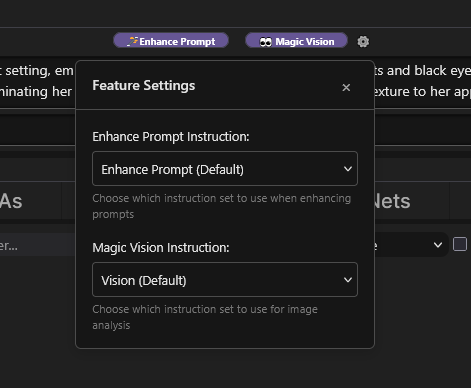 Enhance Prompt Magic Vision
t setting, em
ts and black eye
minating her
exture to her app
Feature Settings ×
Enhance Prompt Instruction:
Enhance Prompt (Default)
Choose which instruction set to use when enhancing
prompts
As
Nets
er...
e
Magic Vision Instruction:
Vision (Default)
Choose which instruction set to use for image
analysis